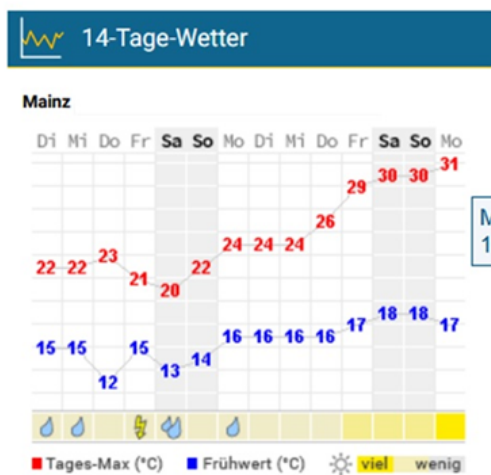 14-Tage-Wetter
Mainz
Di Mi Do Fr Sa So Mo Di Mi Do Fr Sa So Mo
22 22 23 21 20 22 24 24 24 26 29 30 30 31
15 15 12 15 13 14 16 16 16 16 17 18 18 17
Tages-Max (°C) Frühwert (°C) viel wenig